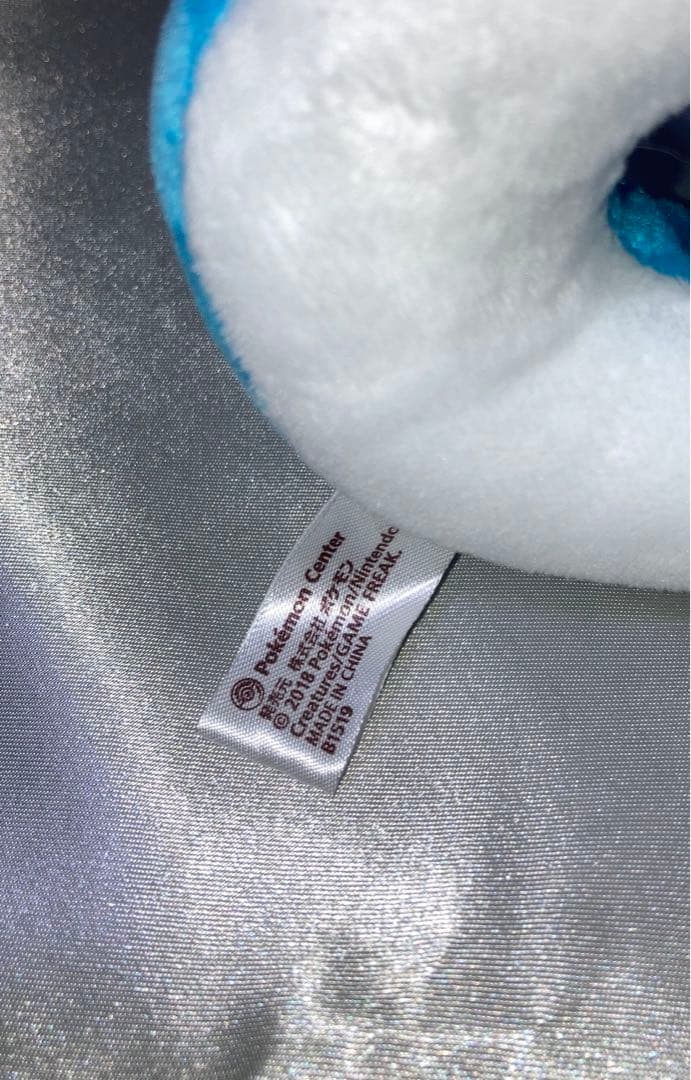 Pokémon Center
発売元 株式会社ポケモン
© 2018 Pokémon/Nintendo
Creatures/GAME FREAK.
MADE IN CHINA
B1519